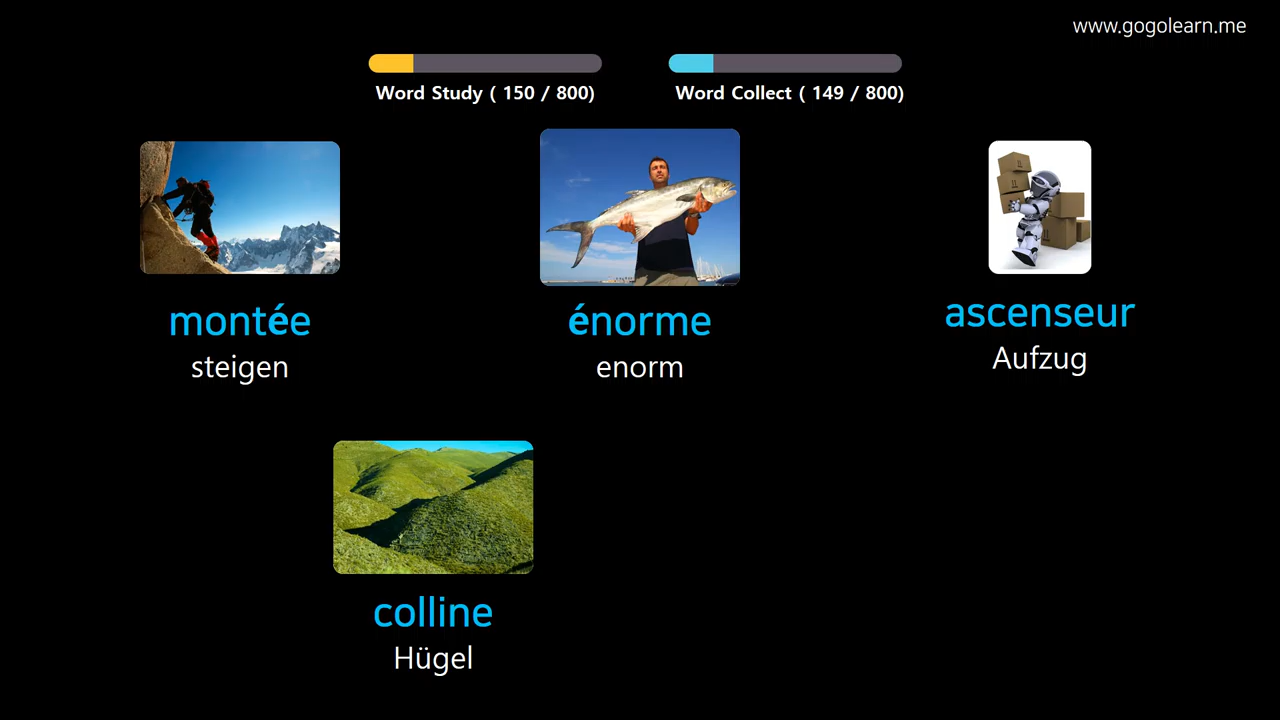 www.gogolearn.me
Word Study ( 150 / 800)
Word Collect ( 149 / 800)
montée
steigen
énorme
enorm
ascenseur
Aufzug
colline
Hügel